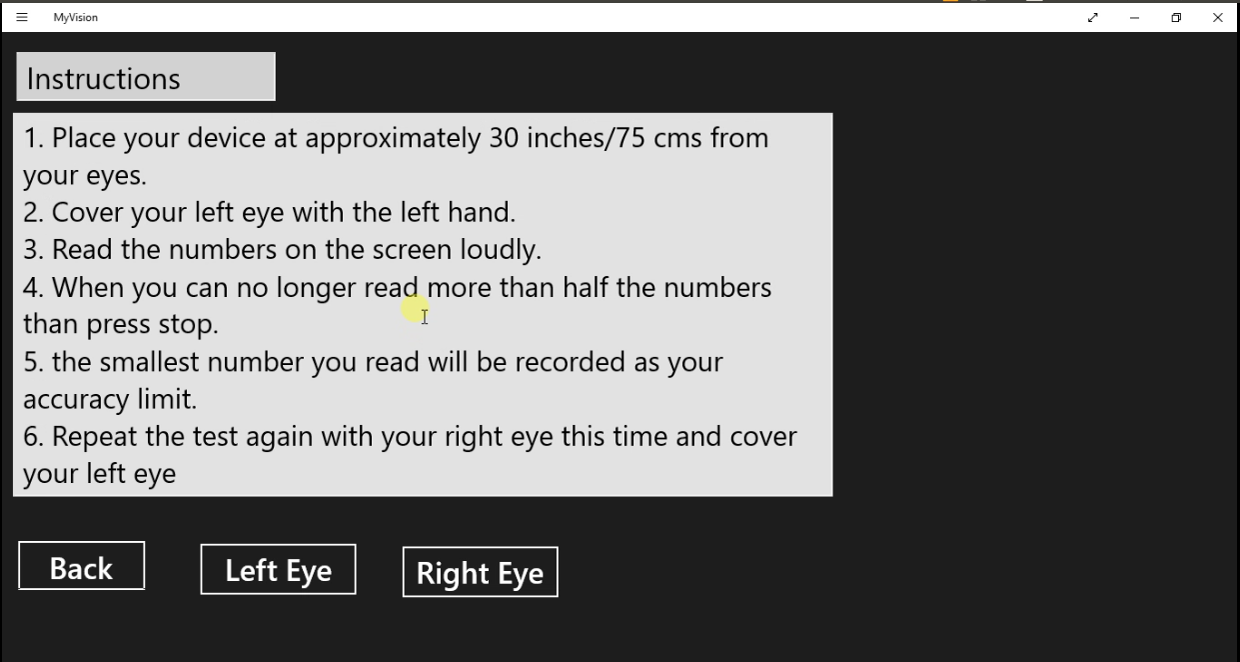 MyVision
Instructions
1. Place your device at approximately 30 inches/75 cms from
your eyes.
2. Cover your left eye with the left hand.
3. Read the numbers on the screen loudly.
4. When you can no longer read more than half the numbers
than press stop.
5. the smallest number you read will be recorded as your
accuracy limit.
6. Repeat the test again with your right eye this time and cover
your left eye
Back
Left Eye
Right Eye